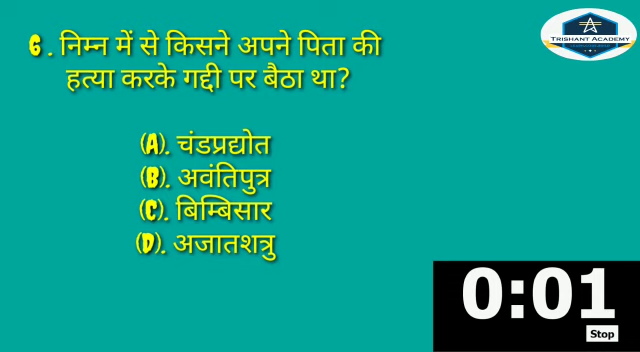 6 . निम्न में से किसने अपने पिता की
हत्या करके गद्दी पर बैठा था?
(A). चंडप्रद्योत
(B). अवंतिपुत्र
(C). बिम्बिसार
(D). अजातशत्रु
TRISHANT ACADEMY
0:01
Stop